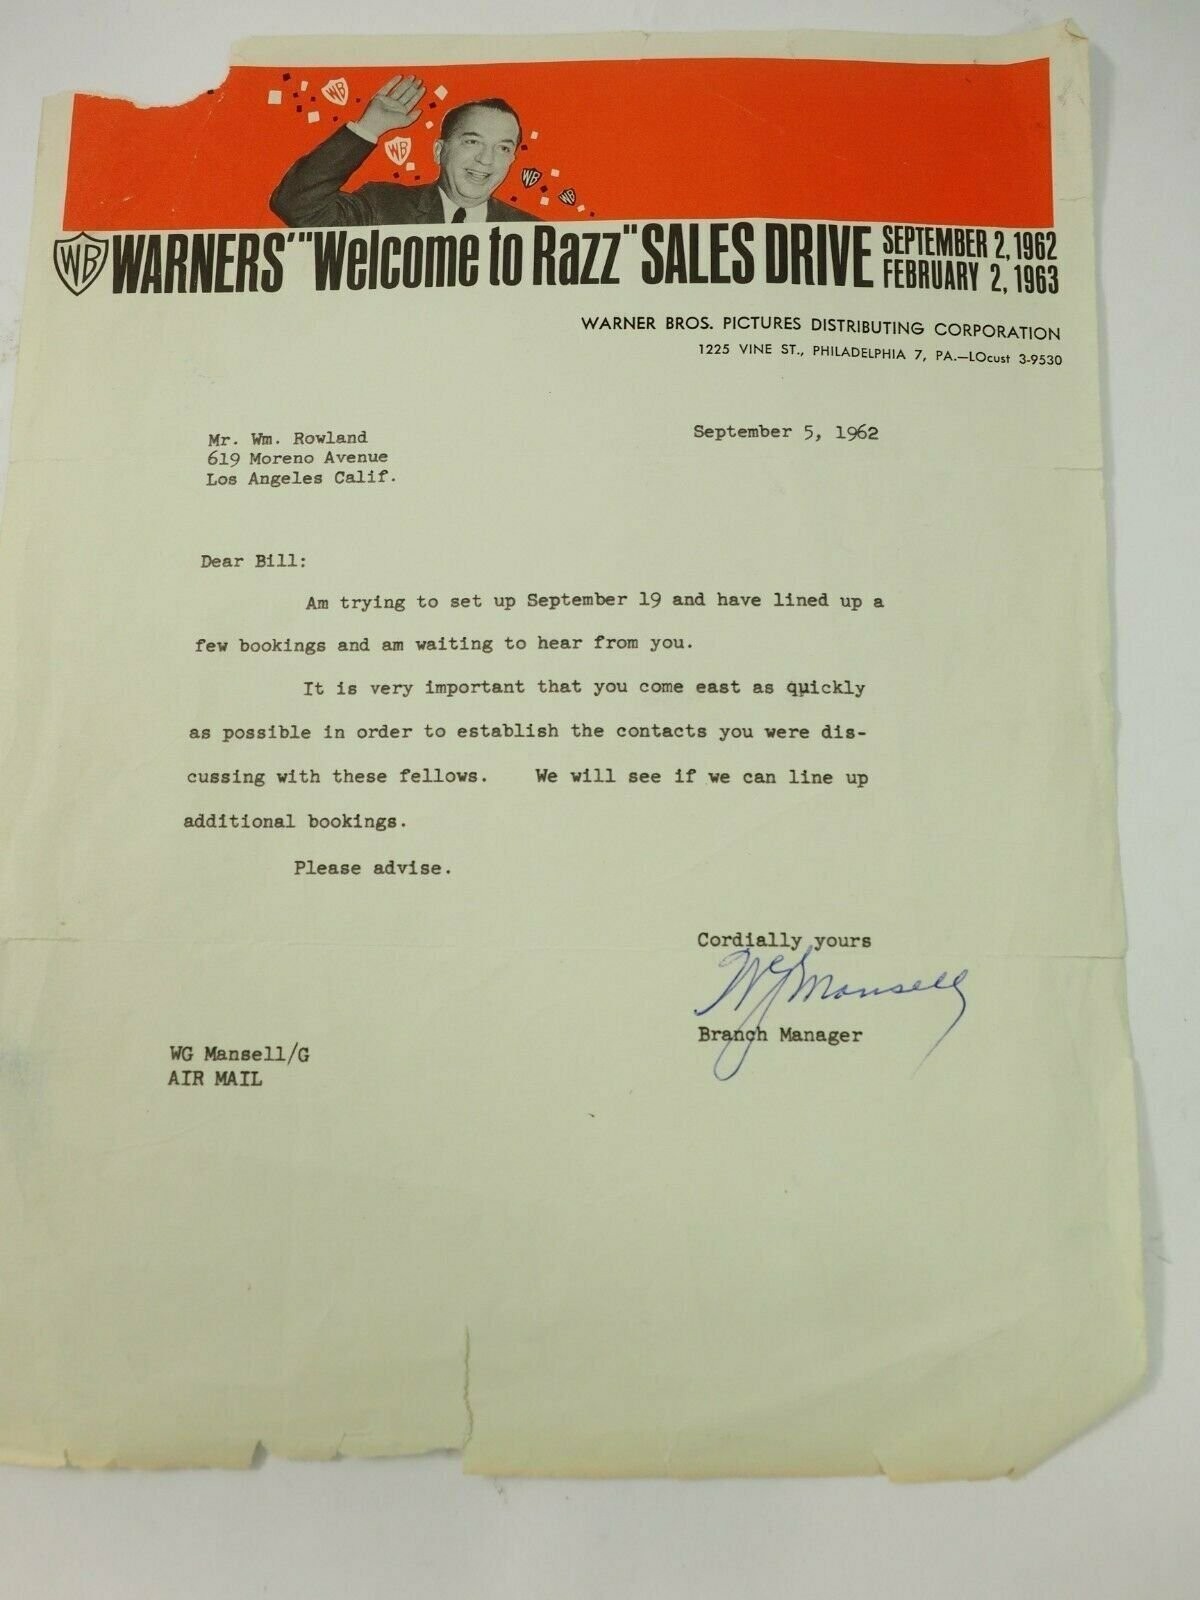 WB
WB
WB
WB
WB WARNERS' "Welcome to Razz" SALES DRIVE SEPTEMBER 2, 1962
FEBRUARY 2, 1963
WARNER BROS. PICTURES DISTRIBUTING CORPORATION
1225 VINE ST., PHILADELPHIA 7, PA.—LOcust 3-9530
September 5, 1962
Mr. Wm. Rowland
619 Moreno Avenue
Los Angeles Calif.
Dear Bill:
Am trying to set up September 19 and have lined up a
few bookings and am waiting to hear from you.
It is very important that you come east as quickly
as possible in order to establish the contacts you were dis-
cussing with these fellows. We will see if we can line up
additional bookings.
Please advise.
Cordially yours
WG Mansell
Branch Manager
WG Mansell/G
AIR MAIL